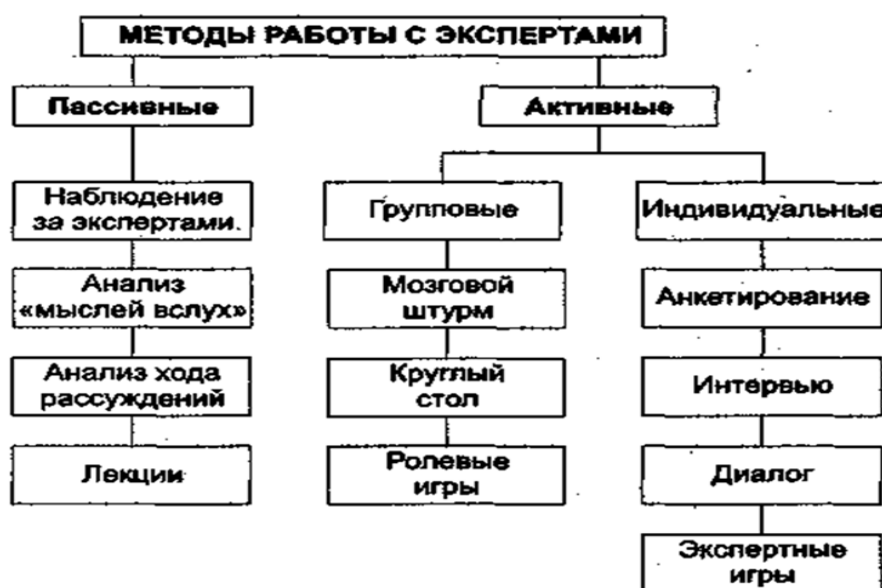 МЕТОДЫ РАБОТЫ С ЭКСПЕРТАМИ
Пассивные
Активные
Наблюдение
за экспертами.
Групповые
Индивидуальные
Анализ
«мыслей вслух»
Мозговой
штурм
Анкетирование
Анализ хода
рассуждений
Круглый
стол
Интервью
Лекции
Ролевые
игры
Диалог
Экспертные
игры